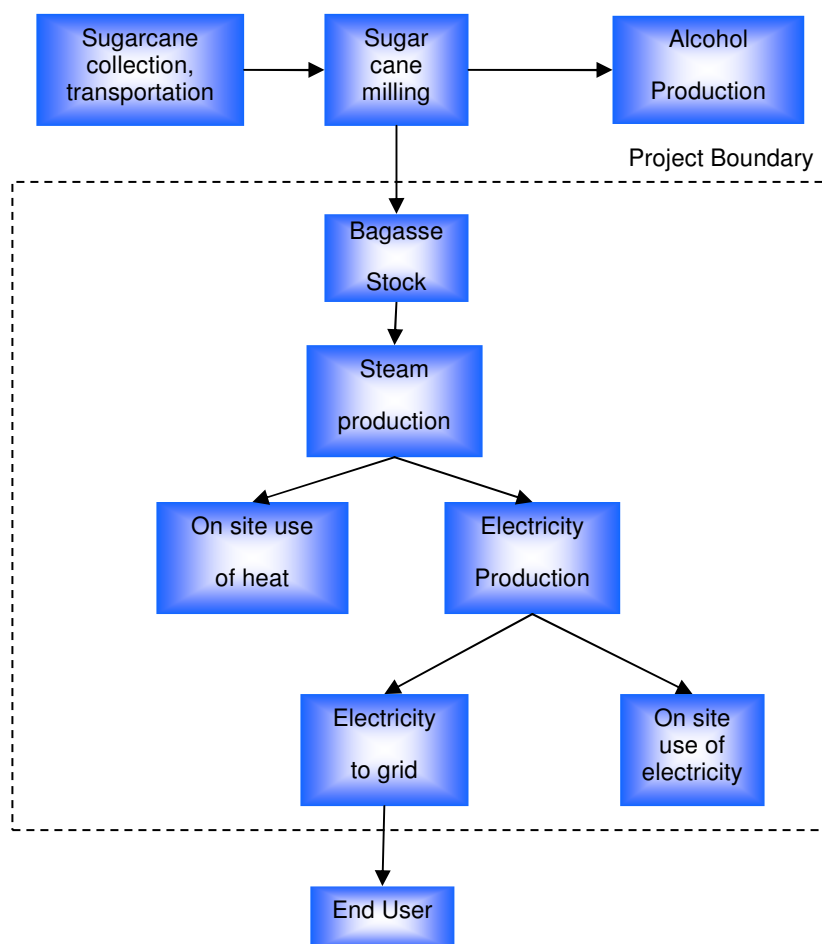 Sugarcane
collection,
transportation
Sugar
cane
milling
Alcohol
Production
Project Boundary
Bagasse
Stock
Steam
production
On site use
of heat
Electricity
Production
Electricity
to grid
On site
use of
electricity
End User